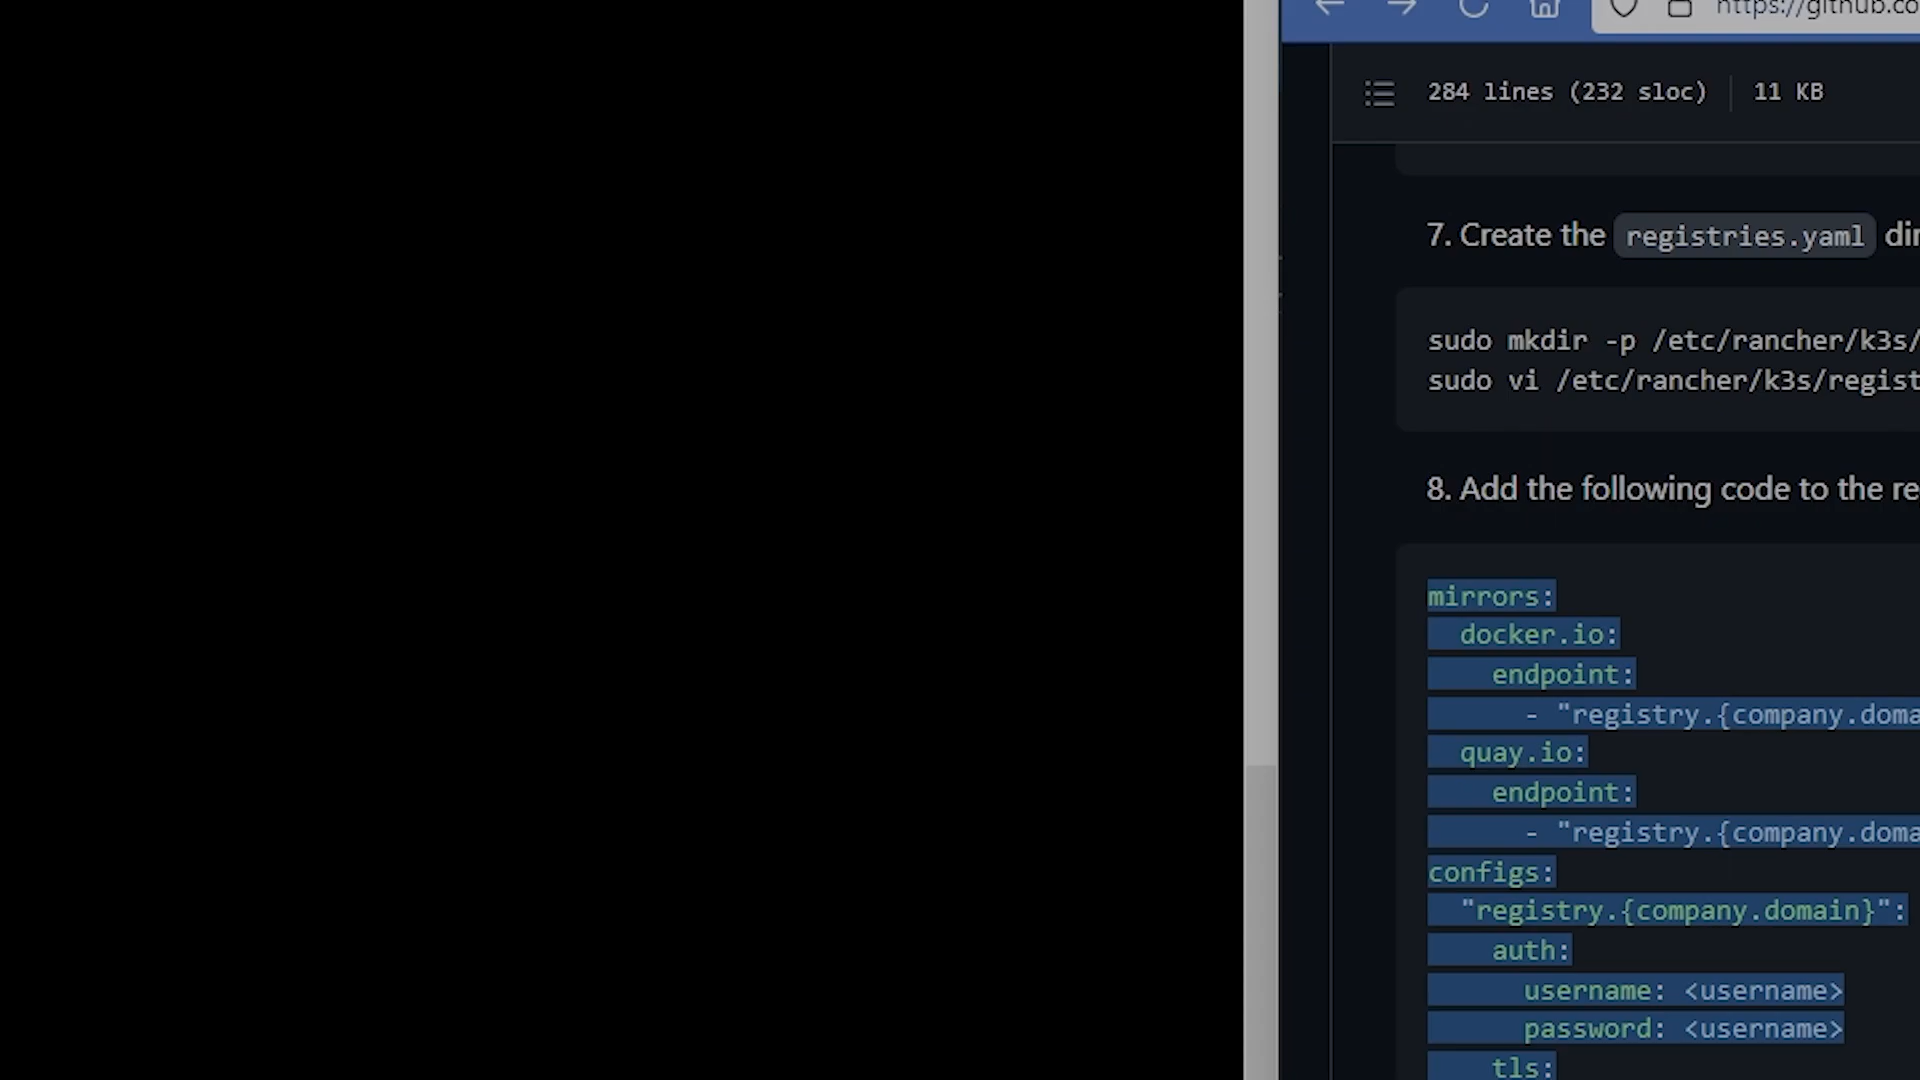 https://github.co
284 lines (232 sloc) 11 KB
7. Create the registries.yaml dir
sudo mkdir -p /etc/rancher/k3s/
sudo vi /etc/rancher/k3s/regist
8. Add the following code to the re
mirrors:
  docker.io:
    endpoint:
      - "registry.{company.doma
  quay.io:
    endpoint:
      - "registry.{company.doma
configs:
  "registry.{company.domain}":
    auth:
      username: <username>
      password: <username>
    tls: